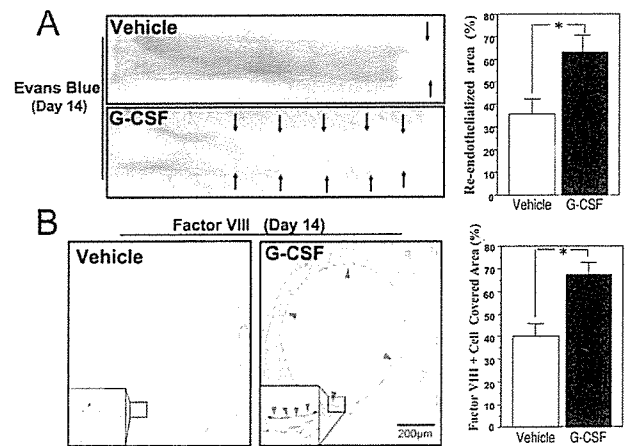 A
Vehicle
Evans Blue
(Day 14)
G-CSF
Re-endothelialized area (%)
80
70
60
50
40
30
20
10
0
*
Vehicle G-CSF
B
Factor VIII (Day 14)
Vehicle
G-CSF
200μm
Factor VIII + Cell Covered Area (%)
80
70
60
50
40
30
20
10
0
*
Vehicle G-CSF